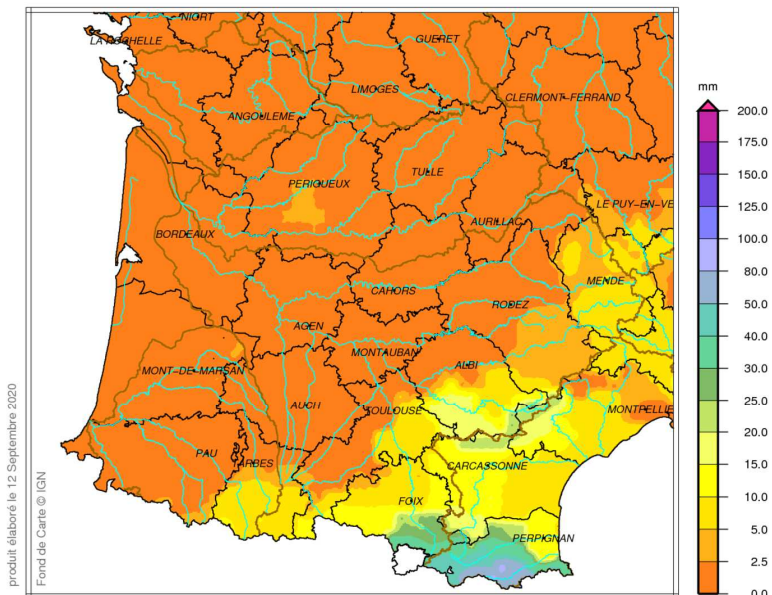 NIORT
LA ROCHELLE
GUERET
LIMOGES
CLERMONT-FERRAND
ANGOULEME
PERIGUEUX
TULLE
LE PUY-EN-VE
AURILLAC
BORDEAUX
MENDE
CAHORS
RODEZ
AGEN
MONTAUBAN
ALBI
MONT-DE-MARSAN
AUCH
TOULOUSE
MONTPELLIE
PAU
TARBES
CARCASSONNE
FOIX
PERPIGNAN
mm
200.0
175.0
150.0
125.0
100.0
80.0
50.0
40.0
30.0
25.0
20.0
15.0
10.0
5.0
2.5
0.0
produit élaboré le 12 Septembre 2020
Fond de Carte © IGN